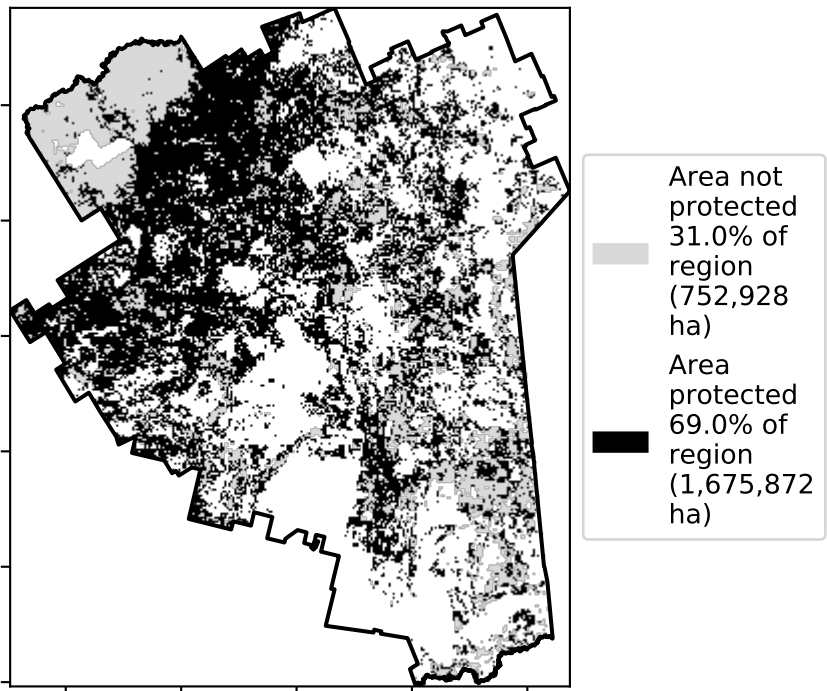 Area not
protected
31.0% of
region
(752,928
ha)
Area
protected
69.0% of
region
(1,675,872
ha)